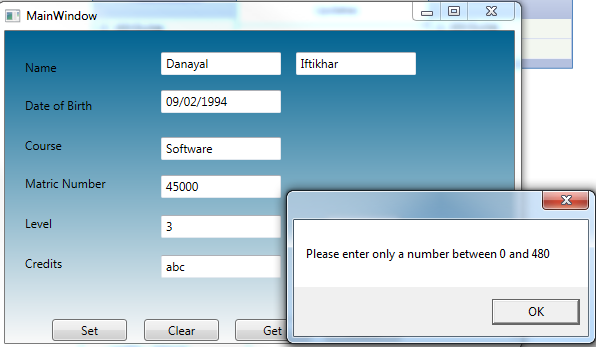 MainWindow
Name Danayal Iftikhar
Date of Birth 09/02/1994
Course Software
Matric Number 45000
Level 3
Credits abc
Set Clear Get
Please enter only a number between 0 and 480
OK